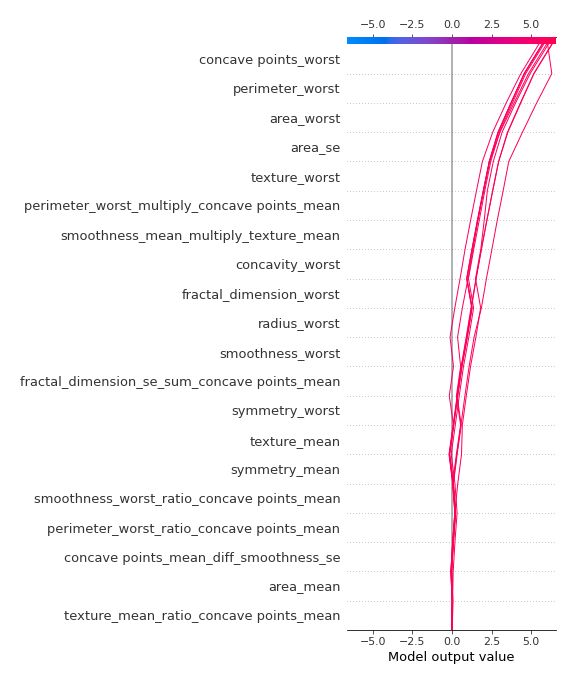 −5.0 −2.5 0.0 2.5 5.0
concave points_worst
perimeter_worst
area_worst
area_se
texture_worst
perimeter_worst_multiply_concave points_mean
smoothness_mean_multiply_texture_mean
concavity_worst
fractal_dimension_worst
radius_worst
smoothness_worst
fractal_dimension_se_sum_concave points_mean
symmetry_worst
texture_mean
symmetry_mean
smoothness_worst_ratio_concave points_mean
perimeter_worst_ratio_concave points_mean
concave points_mean_diff_smoothness_se
area_mean
texture_mean_ratio_concave points_mean
−5.0 −2.5 0.0 2.5 5.0
Model output value